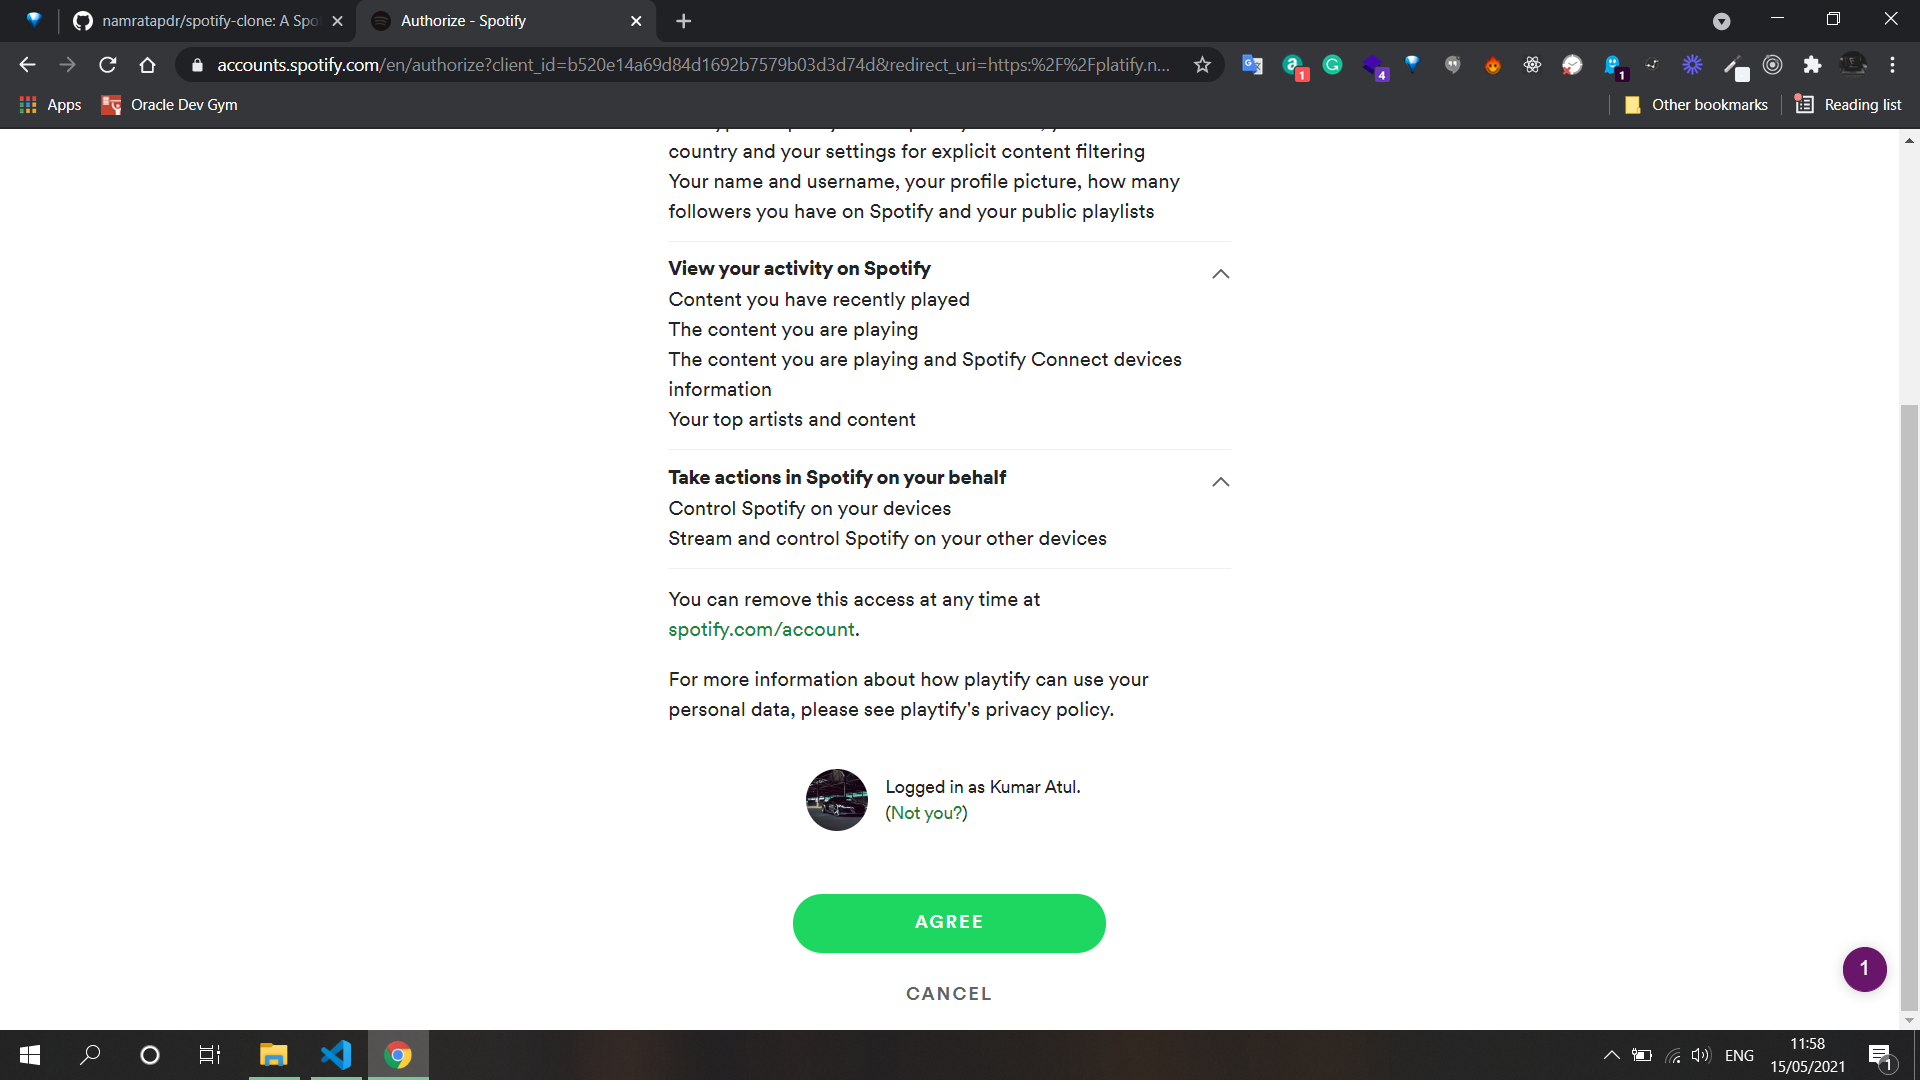 namratapdr/spotify-clone: A Spo
Authorize - Spotify
accounts.spotify.com/en/authorize?client_id=b520e14a69d84d1692b7579b03d3d74d&redirect_uri=https:%2F%2Fplatify.n...
1
4
1
Apps
Oracle Dev Gym
Other bookmarks
Reading list
country and your settings for explicit content filtering
Your name and username, your profile picture, how many
followers you have on Spotify and your public playlists
View your activity on Spotify
Content you have recently played
The content you are playing
The content you are playing and Spotify Connect devices
information
Your top artists and content
Take actions in Spotify on your behalf
Control Spotify on your devices
Stream and control Spotify on your other devices
You can remove this access at any time at
spotify.com/account.
For more information about how playtify can use your
personal data, please see playtify's privacy policy.
Logged in as Kumar Atul.
(Not you?)
AGREE
1
CANCEL
ENG
11:58
15/05/2021
1